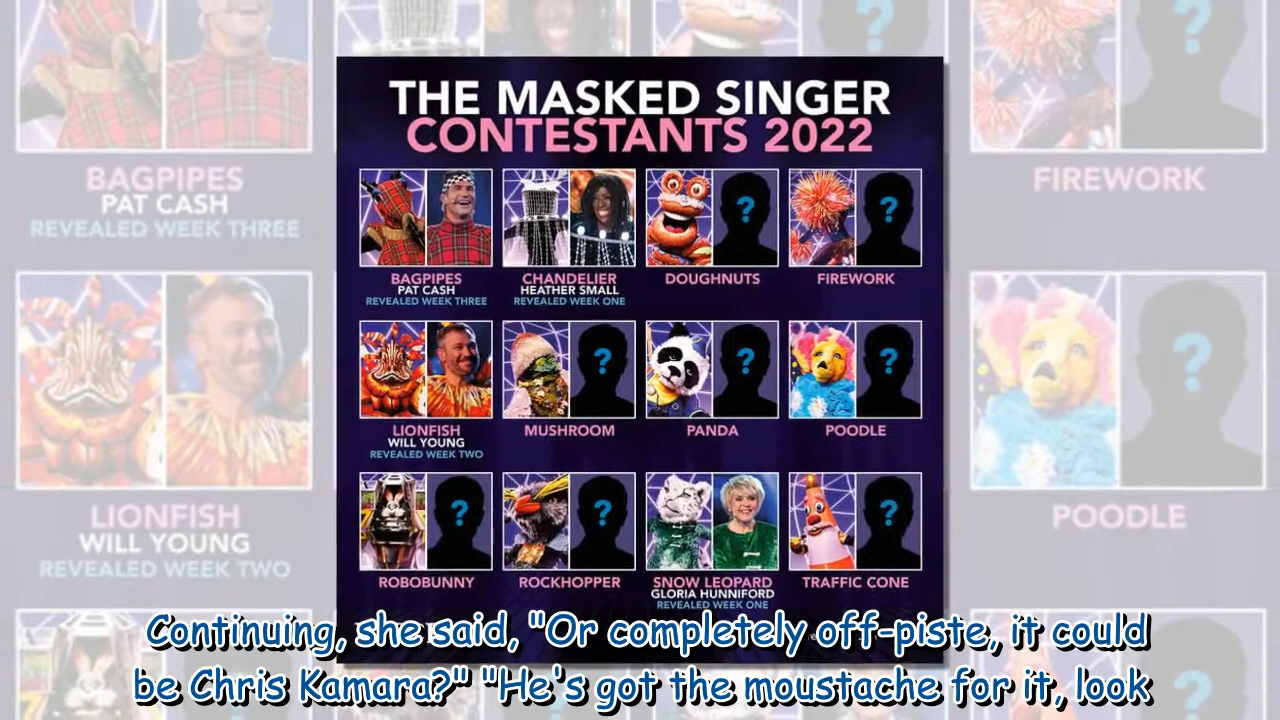 THE MASKED SINGER
CONTESTANTS 2022
BAGPIPES
PAT CASH
REVEALED WEEK THREE
CHANDELIER
HEATHER SMALL
REVEALED WEEK ONE
DOUGHNUTS
?
FIREWORK
?
LIONFISH
WILL YOUNG
REVEALED WEEK TWO
MUSHROOM
?
PANDA
?
POODLE
?
ROBOBUNNY
?
ROCKHOPPER
?
SNOW LEOPARD
GLORIA HUNNIFORD
REVEALED WEEK ONE
TRAFFIC CONE
?
BAGPIPES
PAT CASH
REVEALED WEEK THREE
LIONFISH
WILL YOUNG
REVEALED WEEK TWO
?
FIREWORK
?
POODLE
?
Continuing, she said, "Or completely off-piste, it could
be Chris Kamara?" "He's got the moustache for it, look